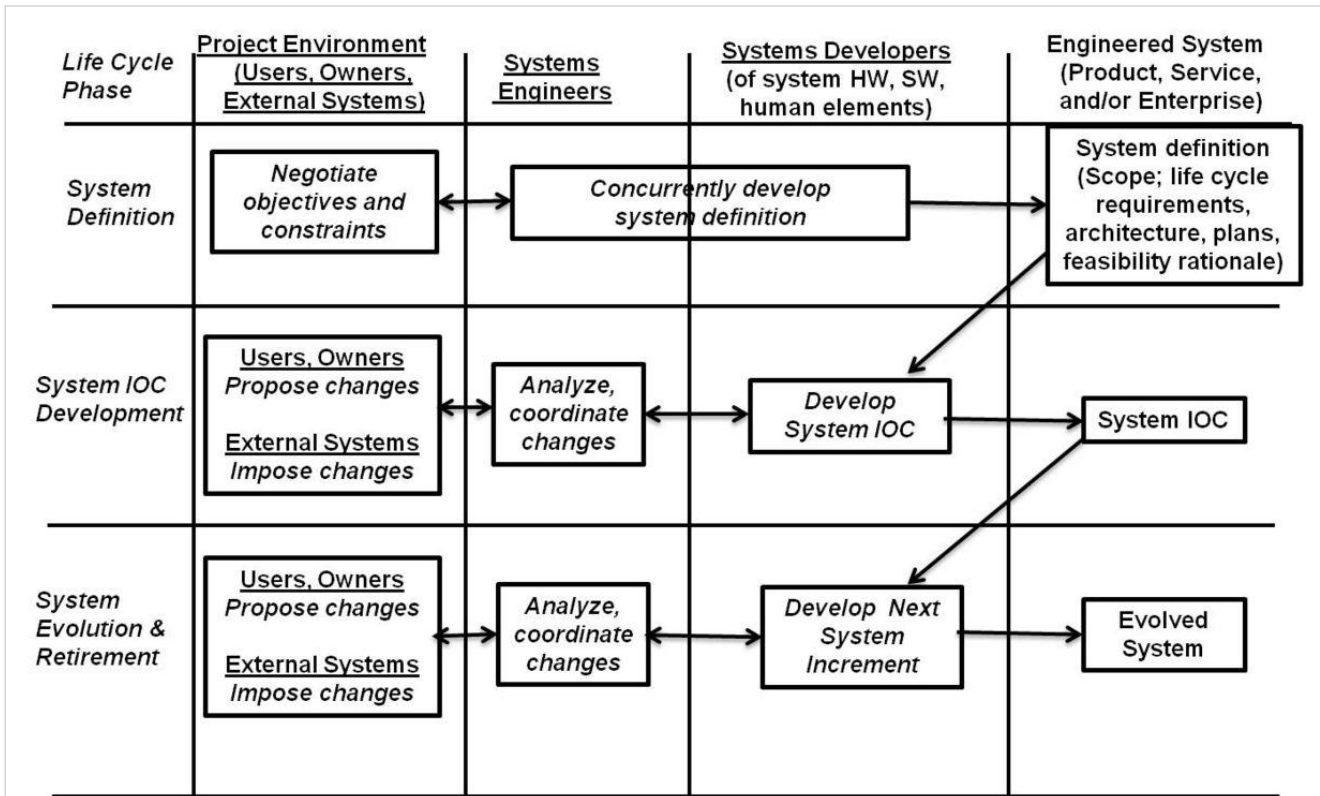 Life Cycle
Phase
Project Environment
(Users, Owners,
External Systems)
Systems
Engineers
Systems Developers
(of system HW, SW,
human elements)
Engineered System
(Product, Service,
and/or Enterprise)
System
Definition
Negotiate
objectives and
constraints
Concurrently develop
system definition
System definition
(Scope; life cycle
requirements,
architecture, plans,
feasibility rationale)
System IOC
Development
Users, Owners
Propose changes
External Systems
Impose changes
Analyze,
coordinate
changes
Develop
System IOC
System IOC
System
Evolution &
Retirement
Users, Owners
Propose changes
External Systems
Impose changes
Analyze,
coordinate
changes
Develop Next
System
Increment
Evolved
System